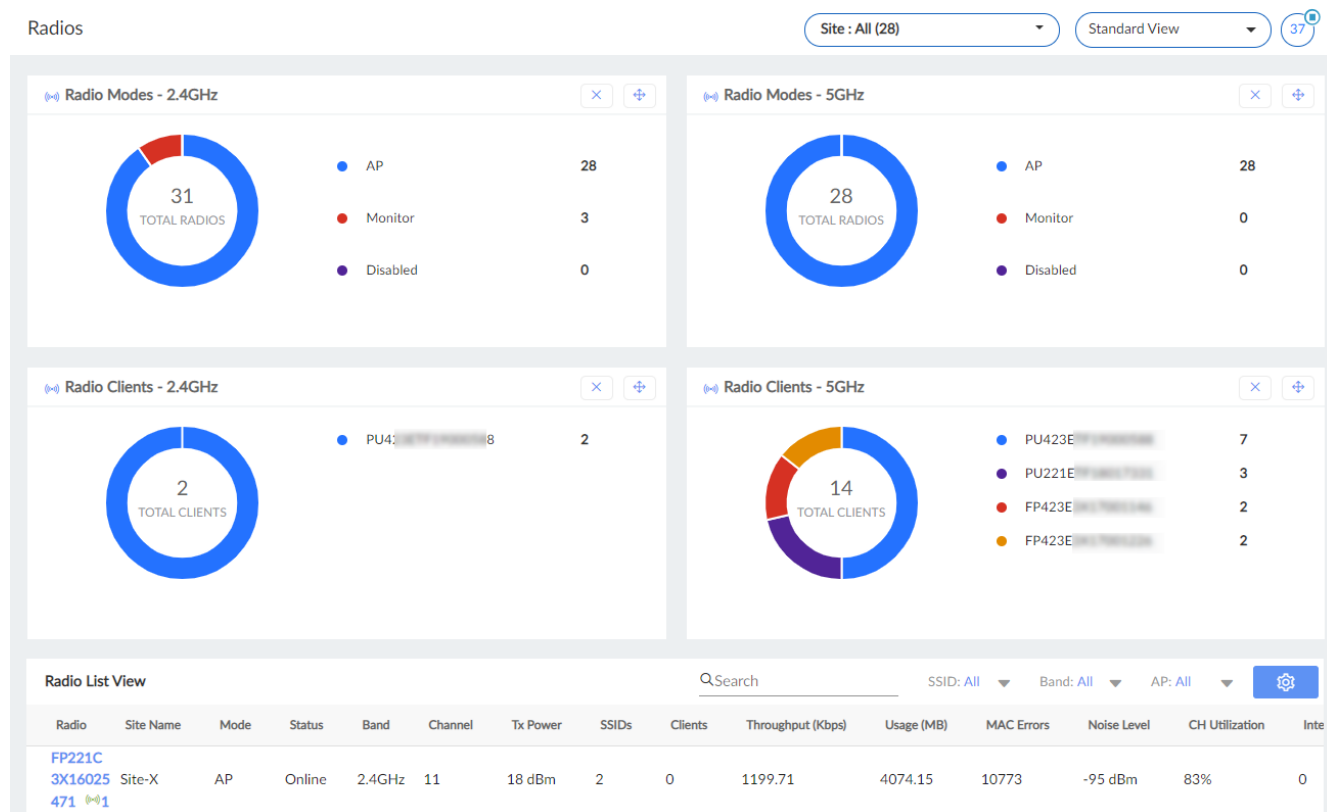 Radios
Site : All (28)
Standard View
37
Radio Modes - 2.4GHz
31
TOTAL RADIOS
AP 28
Monitor 3
Disabled 0
Radio Modes - 5GHz
28
TOTAL RADIOS
AP 28
Monitor 0
Disabled 0
Radio Clients - 2.4GHz
2
TOTAL CLIENTS
2
Radio Clients - 5GHz
14
TOTAL CLIENTS
PU423E 7
PU221E 3
FP423E 2
FP423E 2
Radio List View
Search
SSID: All
Band: All
AP: All
Radio Site Name Mode Status Band Channel Tx Power SSIDs Clients Throughput (Kbps) Usage (MB) MAC Errors Noise Level CH Utilization Inte
FP221C
3X16025 Site-X AP Online 2.4GHz 11 18 dBm 2 0 1199.71 4074.15 10773 -95 dBm 83% 0
471 1